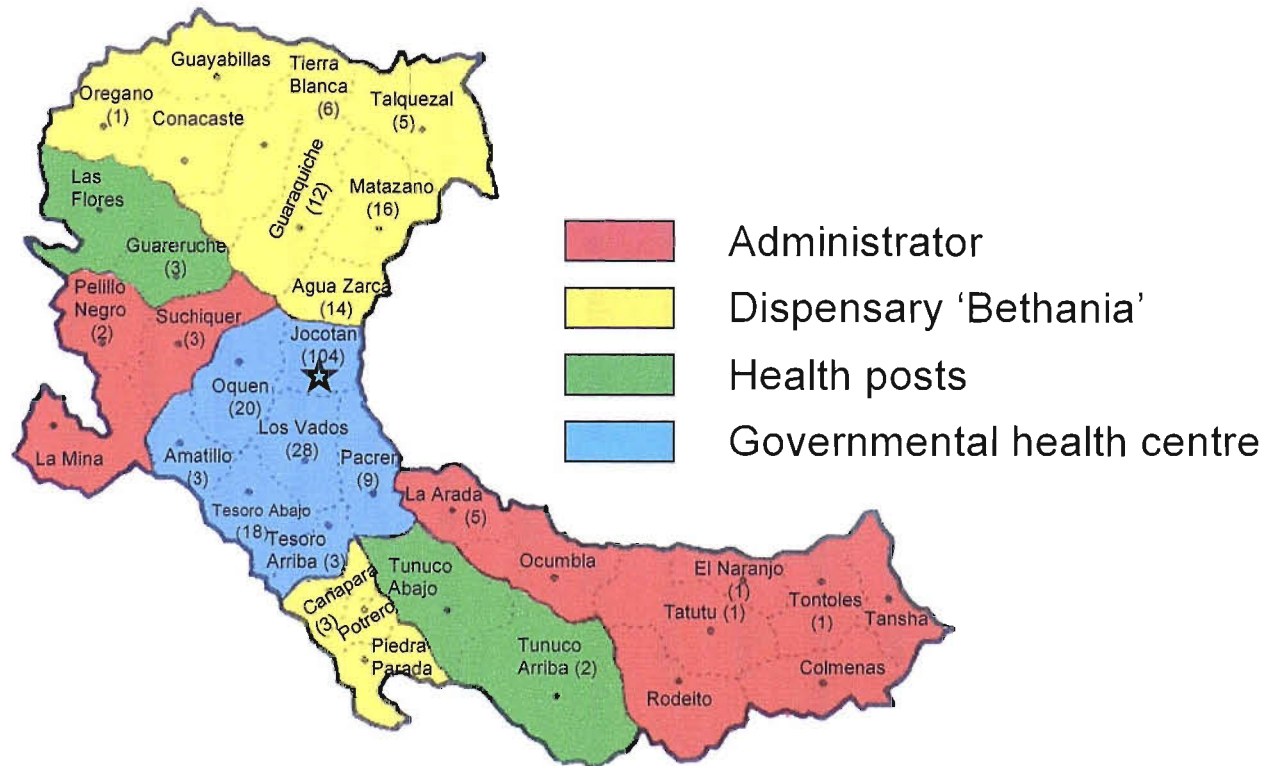 Guayabillas
Tierra
Blanca
(6)
Oregano
(1)
Conacaste
Talquezal
(5)
Las
Flores
Guaraquiche
(12)
Matazano
(16)
Guareruche
(3)
Agua Zarca
(14)
Pelillo
Negro
(2)
Suchiquer
(3)
Jocotan
(104)
Oquen
(20)
Los Vados
(28)
La Mina
Amatillo
(3)
Pacren
(9)
Tesoro Abajo
(18)
Tesoro
Arriba (3)
La Arada
(5)
Ocumbla
Cañapara
(3)
Potrero
Piedra
Parada
Tunuco
Abajo
Tunuco
Arriba (2)
El Naranjo
(1)
Tatutu (1)
Tontoles
(1)
Tansha
Rodeito
Colmenas
Administrator
Dispensary ‘Bethania’
Health posts
Governmental health centre